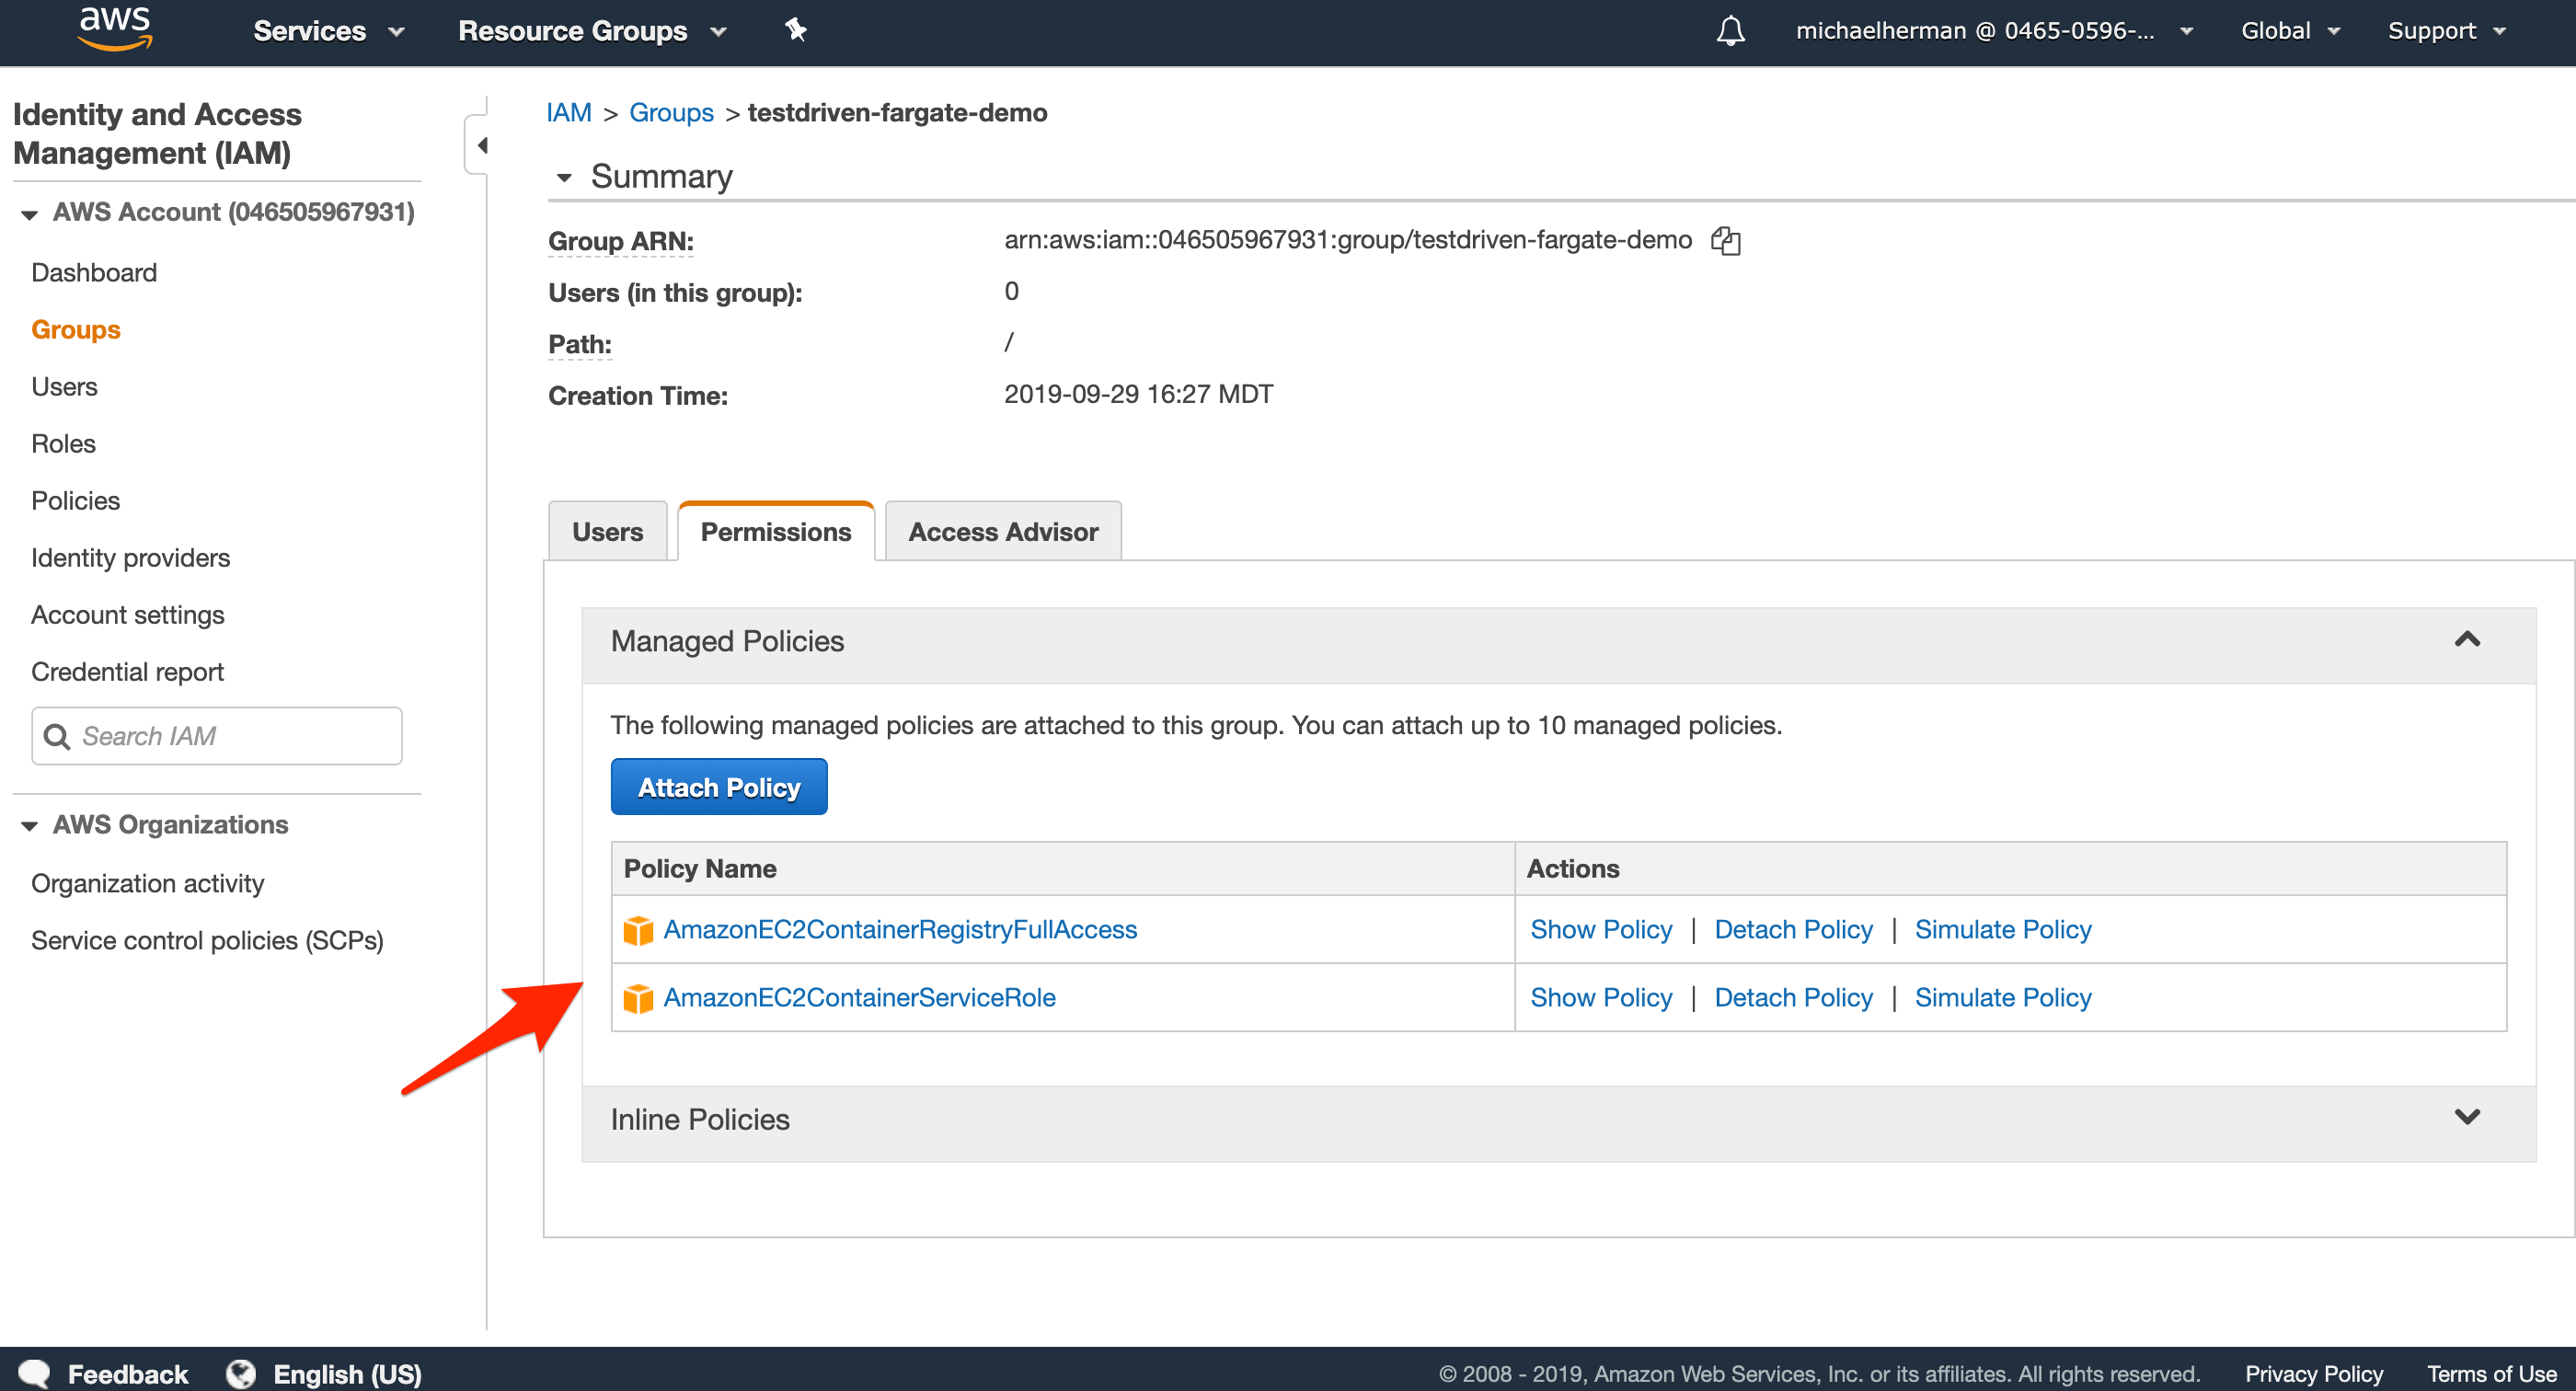 aws Services Resource Groups michaelherman @ 0465-0596-... Global Support
Identity and Access
Management (IAM)
AWS Account (046505967931)
Dashboard
Groups
Users
Roles
Policies
Identity providers
Account settings
Credential report
Search IAM
AWS Organizations
Organization activity
Service control policies (SCPs)
IAM > Groups > testdriven-fargate-demo
Summary
Group ARN: arn:aws:iam::046505967931:group/testdriven-fargate-demo
Users (in this group): 0
Path: /
Creation Time: 2019-09-29 16:27 MDT
Users Permissions Access Advisor
Managed Policies
The following managed policies are attached to this group. You can attach up to 10 managed policies.
Attach Policy
Policy Name Actions
AmazonEC2ContainerRegistryFullAccess Show Policy | Detach Policy | Simulate Policy
AmazonEC2ContainerServiceRole Show Policy | Detach Policy | Simulate Policy
Inline Policies
Feedback English (US) © 2008 - 2019, Amazon Web Services, Inc. or its affiliates. All rights reserved. Privacy Policy Terms of Use